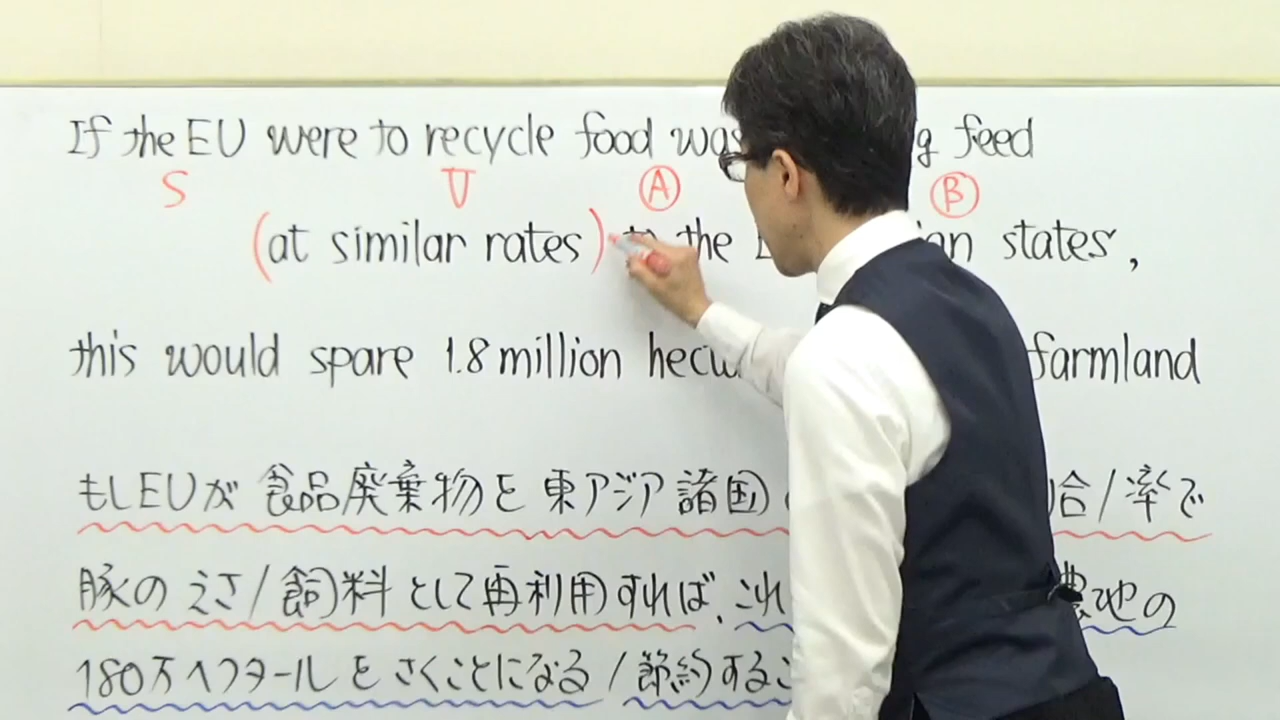 If the EU were to recycle food feed
S V Ⓐ Ⓑ
(at similar rates) the states,
this would spare 1.8 million farmland
もしEUが 食品廃棄物を 東アジア諸国 合/率で
豚の えさ/飼料として再利用すれば、これ 農地の
180万ヘクタールを さくことになる/節約するこ